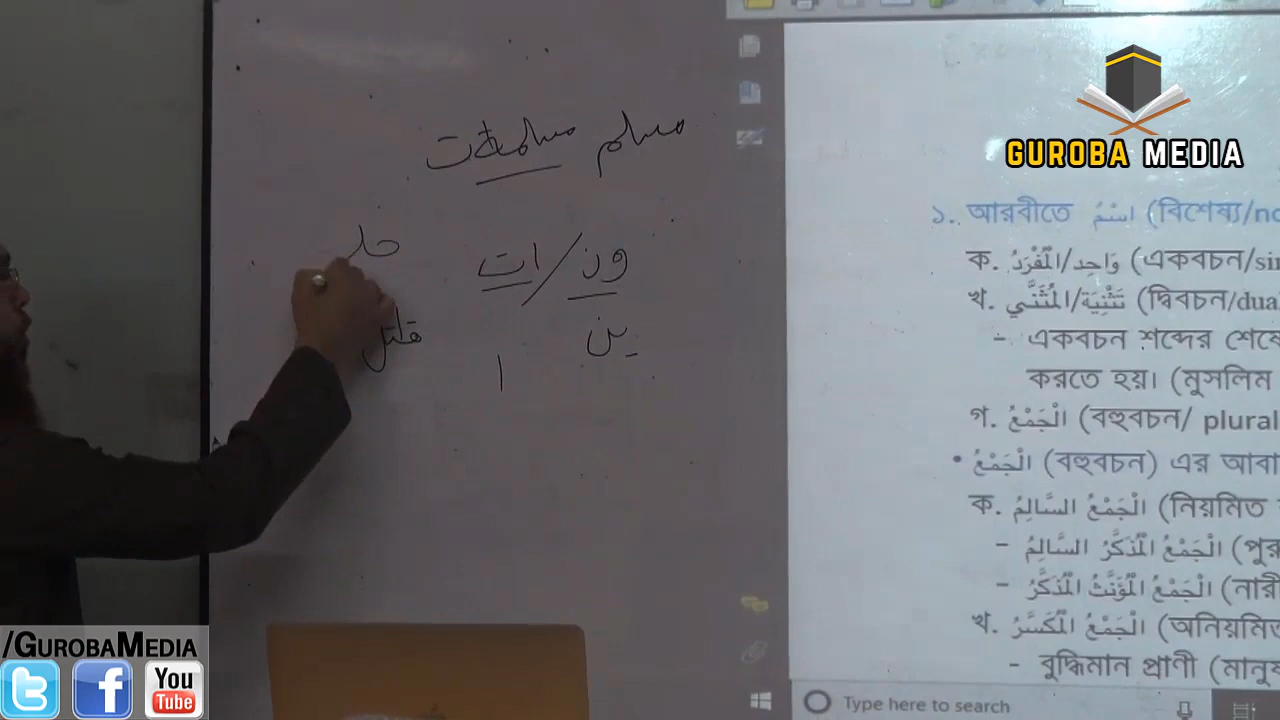 مسلم مسلمات
ون / ات
ين
ا
GUROBA MEDIA
১. আরবীতে اسْمٌ (বিশেষ্য/no
ক. وَاحِد/الْمُفْرَدُ (একবচন/sin
খ. تَثْنِيَة/الْمُثَنَّي (দ্বিবচন/dua
- একবচন শব্দের শেষে
করতে হয়। (মুসলিম
গ. الْجَمْعُ (বহুবচন/ plural
• الْجَمْعُ (বহুবচন) এর আবা
ক. الْجَمْعُ السَّالِمُ (নিয়মিত
- الْجَمْعُ الْمُذَكَّرُ السَّالِمُ (পুর
- الْجَمْعُ الْمُؤَنَّثُ الْمُذَكَّرُ (নারী
খ. الْجَمْعُ الْمُكَسَّرُ (অনিয়মিত
- বুদ্ধিমান প্রাণী (মানুষ
Type here to search
/GUROBAMEDIA
You
Tube